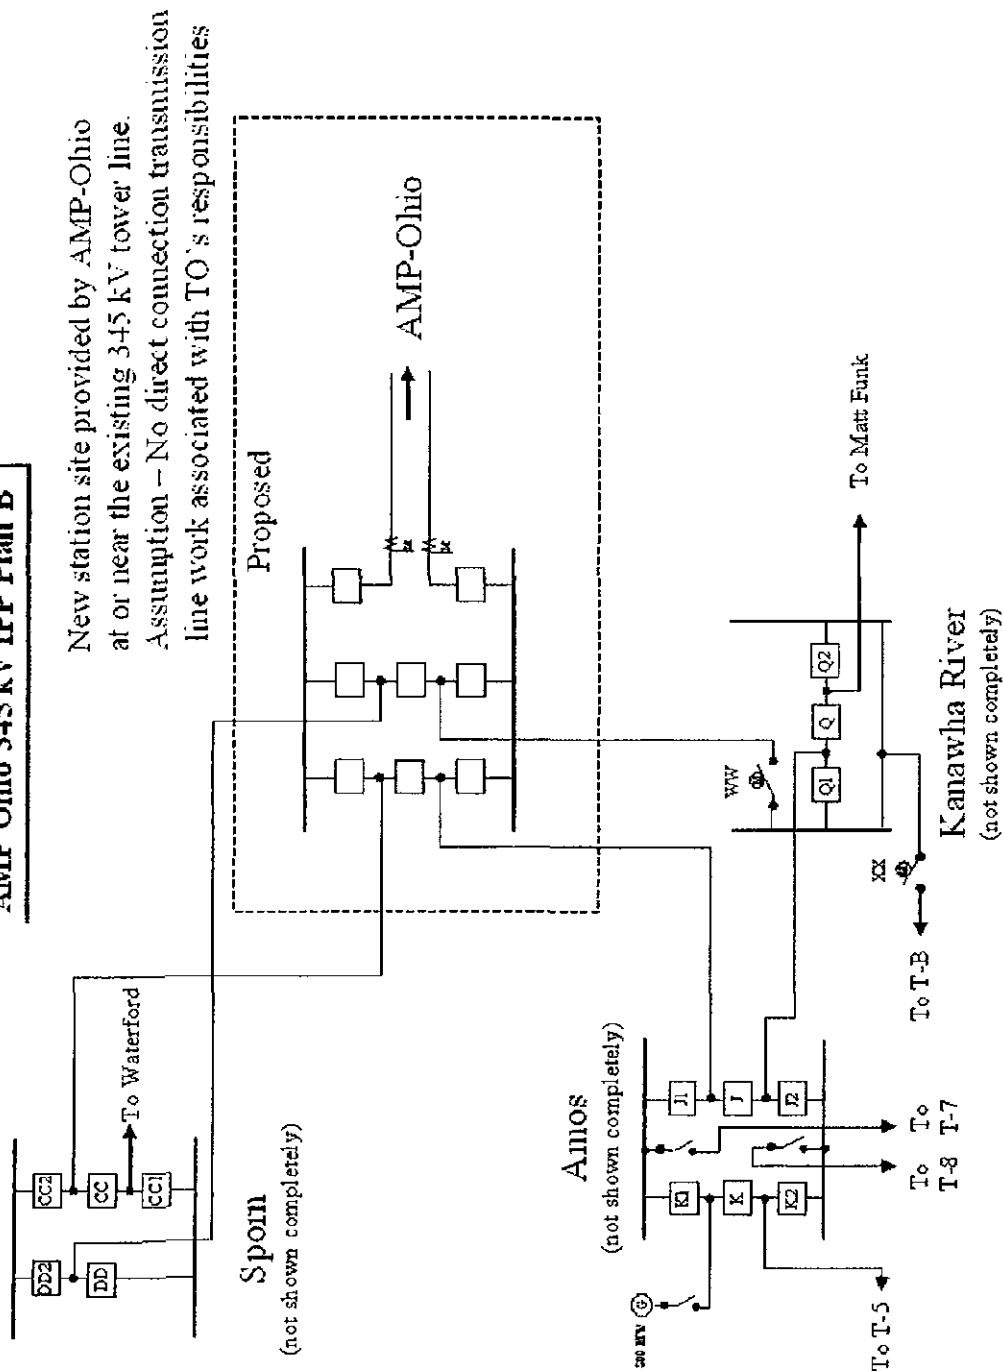 AMP Ohio 345 kV IPP Plan B
New station site provided by AMP-Ohio
at or near the existing 345 kV tower line.
Assumption – No direct connection transmission
line work associated with TO`s responsibilities
Proposed
AMP-Ohio
DD2
DD
CC2
CC
CC1
To Waterford
Sporn
(not shown completely)
Amos
(not shown completely)
G
K1
K
K2
J1
J
J2
To T-5
To
T-8
To
T-7
WW
XX
To T-B
Q1
Q
Q2
To Matt Funk
Kanawha River
(not shown completely)